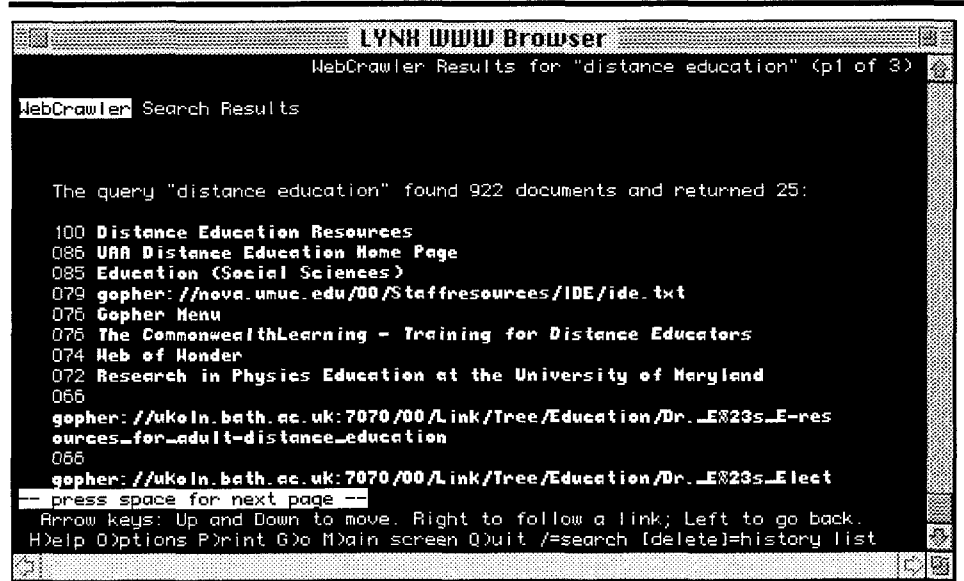 LYNX WWW Browser
WebCrawler Results for "distance education" (p1 of 3)
WebCrawler Search Results
The query "distance education" found 922 documents and returned 25:
100 Distance Education Resources
086 UAA Distance Education Home Page
085 Education (Social Sciences)
079 gopher://nova.umuc.edu/00/Staffresources/IDE/ide.txt
076 Gopher Menu
076 The CommonwealthLearning - Training for Distance Educators
074 Web of Wonder
072 Research in Physics Education at the University of Maryland
066
gopher://ukoln.bath.ac.uk:7070/00/Link/Tree/Education/Dr._E%23s_E-res
ources_for_adult-distance_education
066
gopher://ukoln.bath.ac.uk:7070/00/Link/Tree/Education/Dr._E%23s_Elect
-- press space for next page --
Arrow keys: Up and Down to move. Right to follow a link; Left to go back.
H)elp O)ptions P)rint G)o M)ain screen Q)uit /=search [delete]=history list